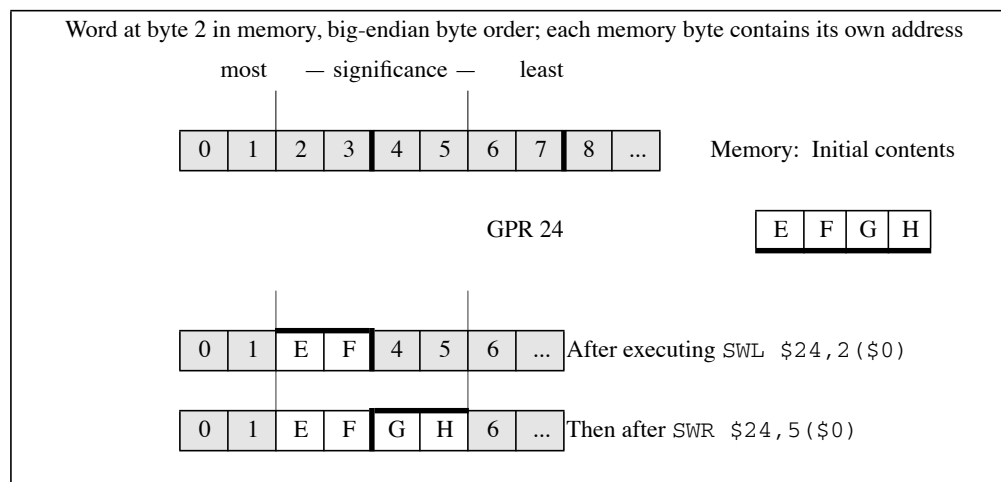 Word at byte 2 in memory, big-endian byte order; each memory byte contains its own address
most — significance — least
0 1 2 3 4 5 6 7 8 ... Memory: Initial contents
GPR 24 E F G H
0 1 E F 4 5 6 ... After executing SWL $24,2($0)
0 1 E F G H 6 ... Then after SWR $24,5($0)